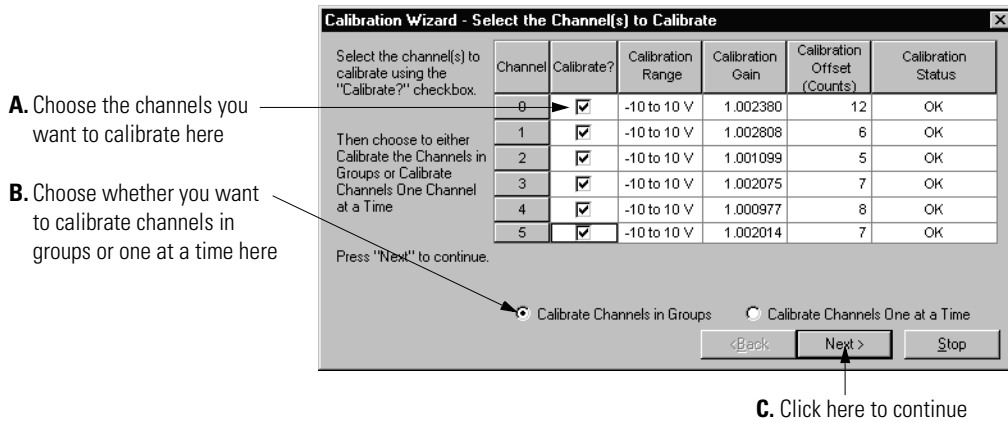 Calibration Wizard - Select the Channel(s) to Calibrate
Select the channel(s) to
calibrate using the
"Calibrate?" checkbox.
Then choose to either
Calibrate the Channels in
Groups or Calibrate
Channels One Channel
at a Time
Press "Next" to continue.
Channel Calibrate? Calibration Range Calibration Gain Calibration Offset (Counts) Calibration Status
0 -10 to 10 V 1.002380 12 OK
1 -10 to 10 V 1.002808 6 OK
2 -10 to 10 V 1.001099 5 OK
3 -10 to 10 V 1.002075 7 OK
4 -10 to 10 V 1.000977 8 OK
5 -10 to 10 V 1.002014 7 OK
A. Choose the channels you
want to calibrate here
B. Choose whether you want
to calibrate channels in
groups or one at a time here
Calibrate Channels in Groups Calibrate Channels One at a Time
<Back Next > Stop
C. Click here to continue